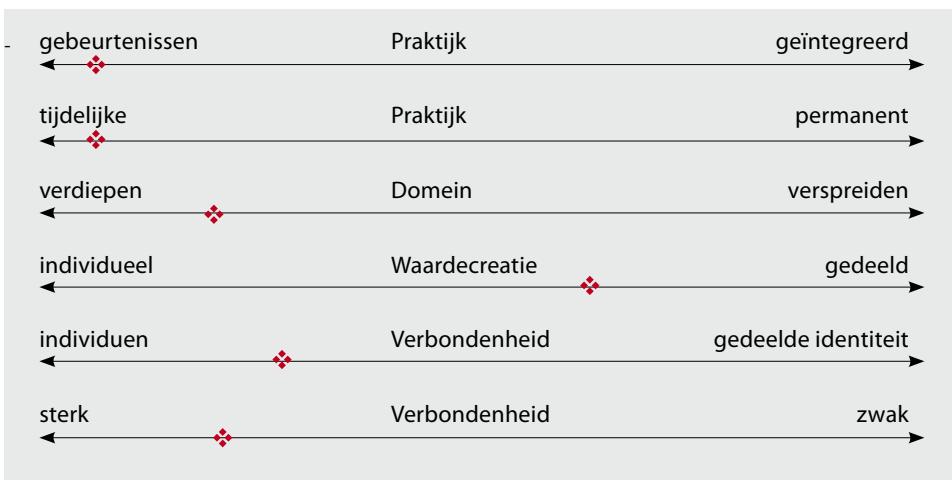 gebeurtenissen Praktijk geïntegreerd
tijdelijke Praktijk permanent
verdiepen Domein verspreiden
individueel Waardecreatie gedeeld
individuen Verbondenheid gedeelde identiteit
sterk Verbondenheid zwak